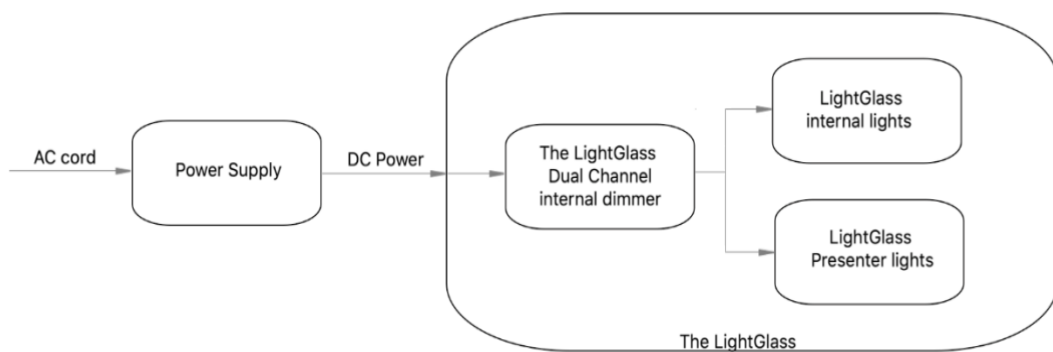 AC cord
Power Supply
DC Power
The LightGlass
Dual Channel
internal dimmer
LightGlass
internal lights
LightGlass
Presenter lights
The LightGlass